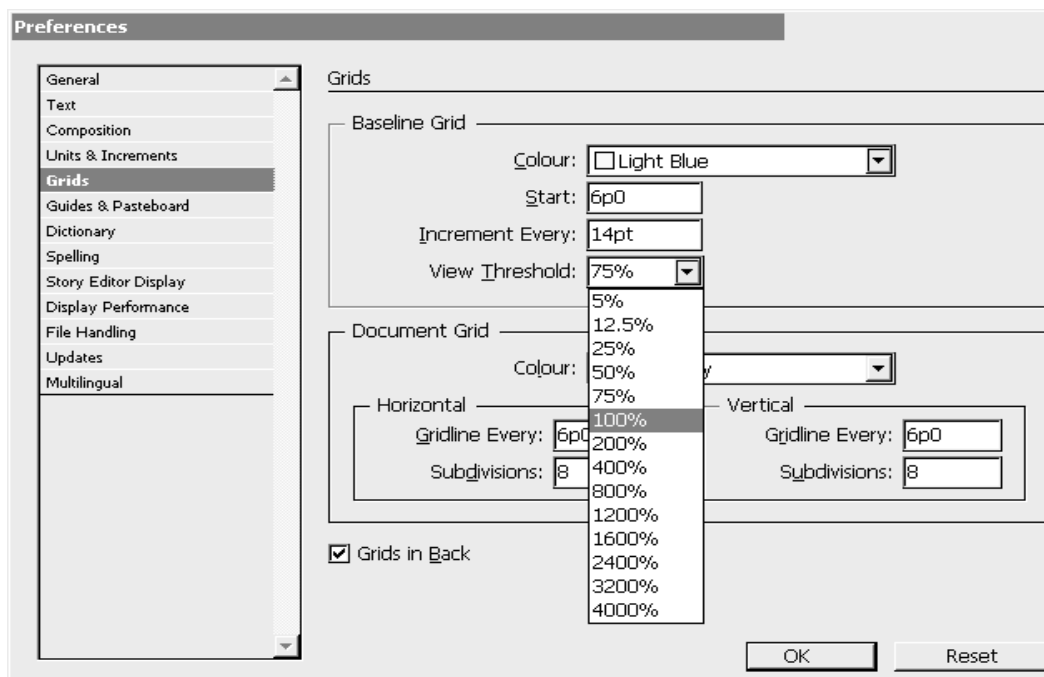 Preferences
General
Text
Composition
Units & Increments
Grids
Guides & Pasteboard
Dictionary
Spelling
Story Editor Display
Display Performance
File Handling
Updates
Multilingual
Grids
Baseline Grid
Colour: Light Blue
Start: 6p0
Increment Every: 14pt
View Threshold: 75%
5%
12.5%
25%
50%
75%
100%
200%
400%
800%
1200%
1600%
2400%
3200%
4000%
Document Grid
Colour:
Horizontal
Gridline Every: 6p0
Subdivisions: 8
Vertical
Gridline Every: 6p0
Subdivisions: 8
Grids in Back
OK Reset